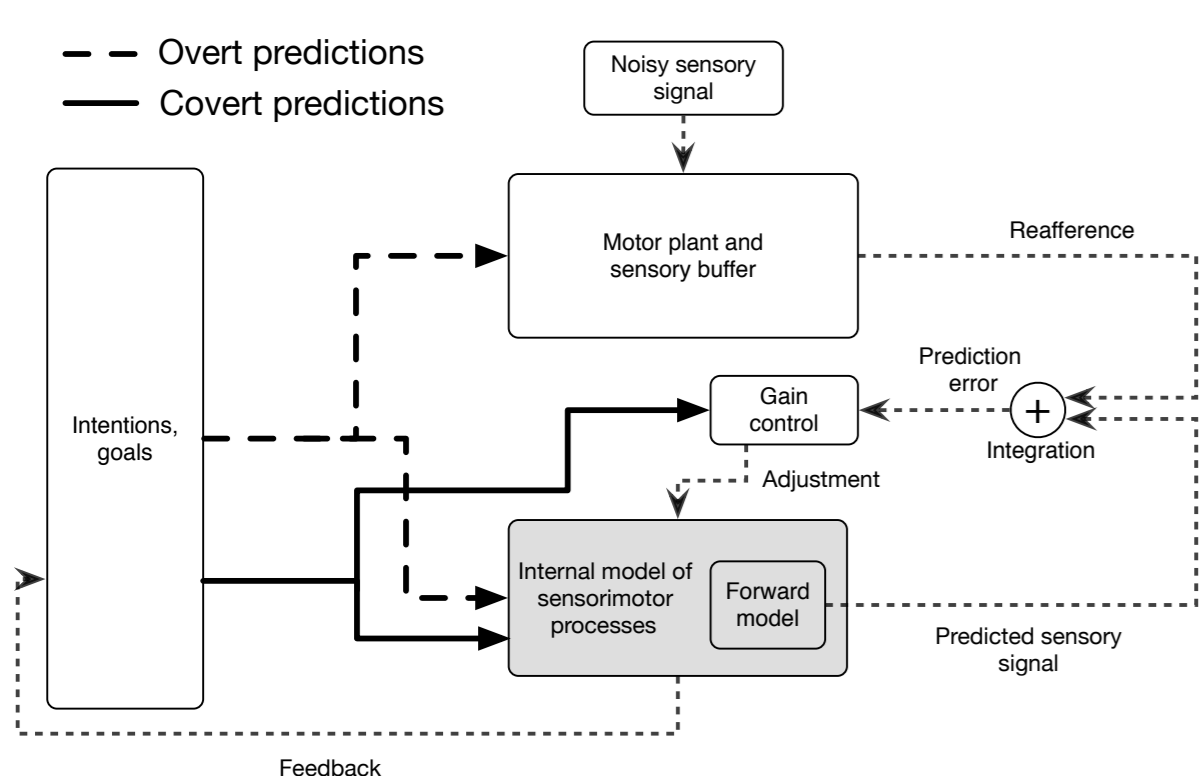 Overt predictions
Covert predictions
Noisy sensory
signal
Motor plant and
sensory buffer
Reafference
Prediction
error
Gain
control
+
Integration
Intentions,
goals
Adjustment
Internal model of
sensorimotor
processes
Forward
model
Predicted sensory
signal
Feedback